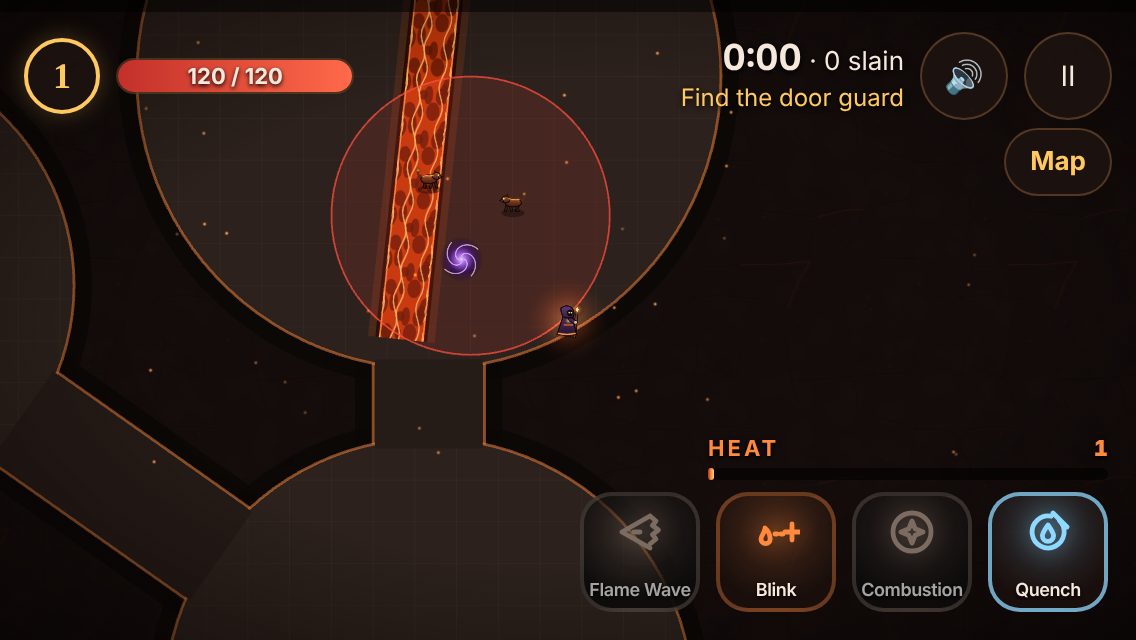 1
120 / 120
0:00 · 0 slain
Find the door guard
Map
HEAT 1
Flame Wave
Blink
Combustion
Quench